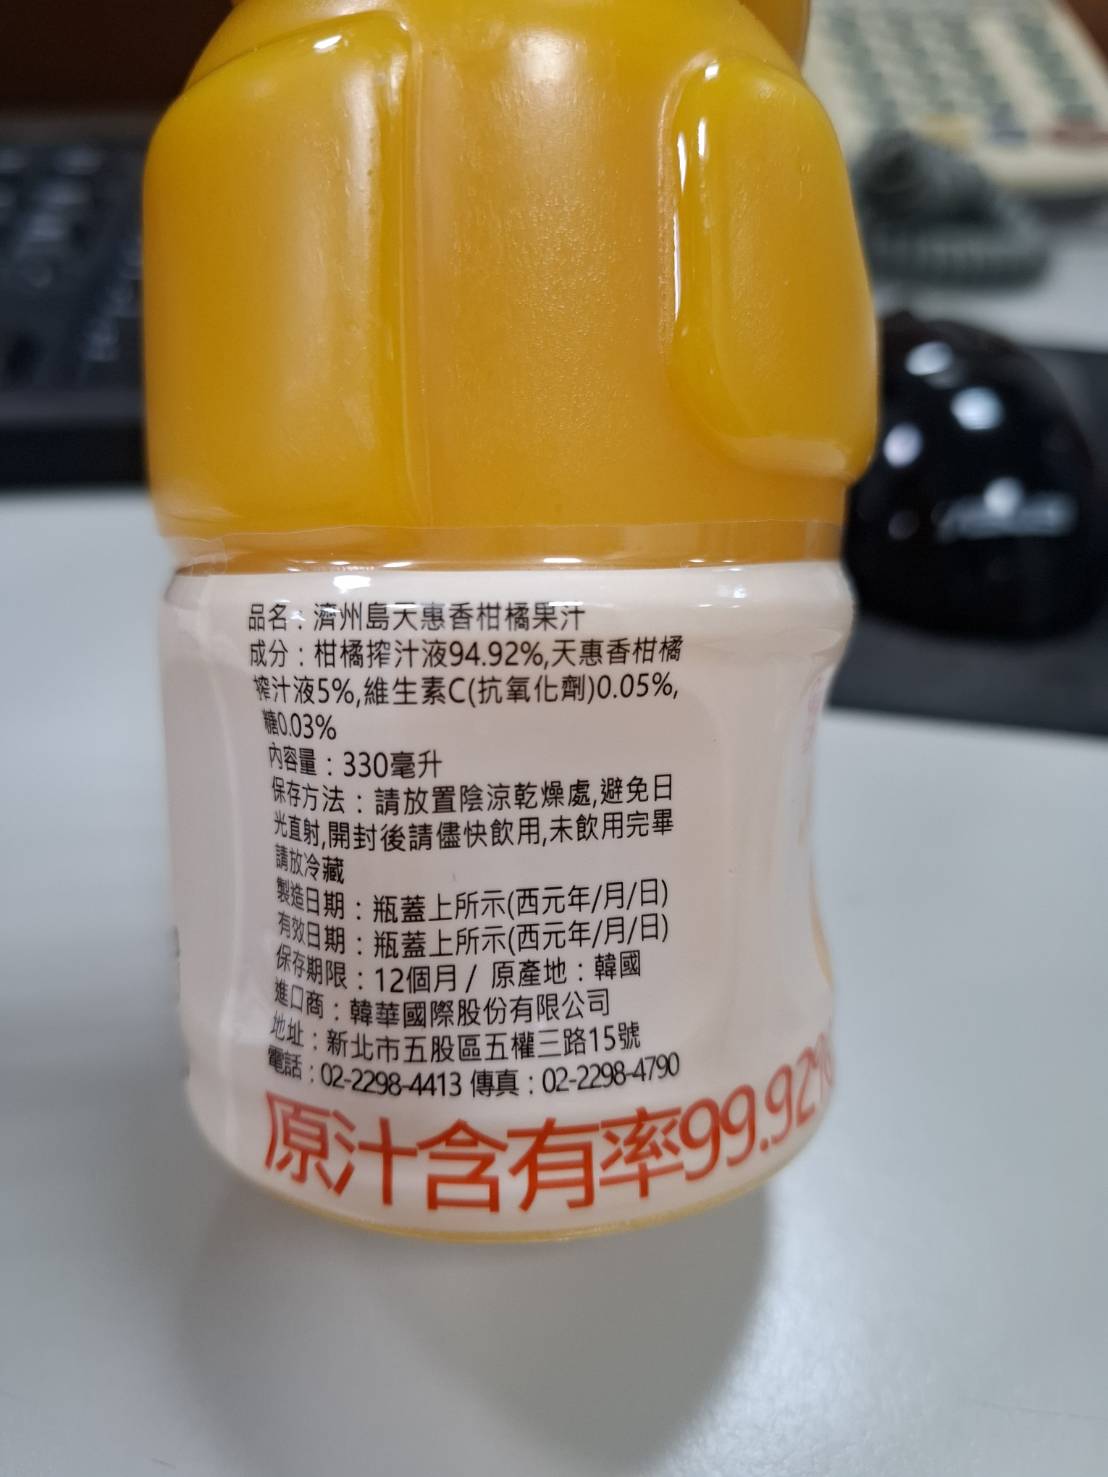 品名：濟州島天惠香柑橘果汁
成分：柑橘搾汁液94.92%,天惠香柑橘
搾汁液5%,維生素C(抗氧化劑)0.05%,
糖0.03%
內容量：330毫升
保存方法：請放置陰涼乾燥處,避免日
光直射,開封後請儘快飲用,未飲用完畢
請放冷藏
製造日期：瓶蓋上所示(西元年/月/日)
有效日期：瓶蓋上所示(西元年/月/日)
保存期限：12個月 / 原產地：韓國
進口商：韓華國際股份有限公司
地址：新北市五股區五權三路15號
電話：02-2298-4413 傳真：02-2298-4790
原汁含有率99.92%